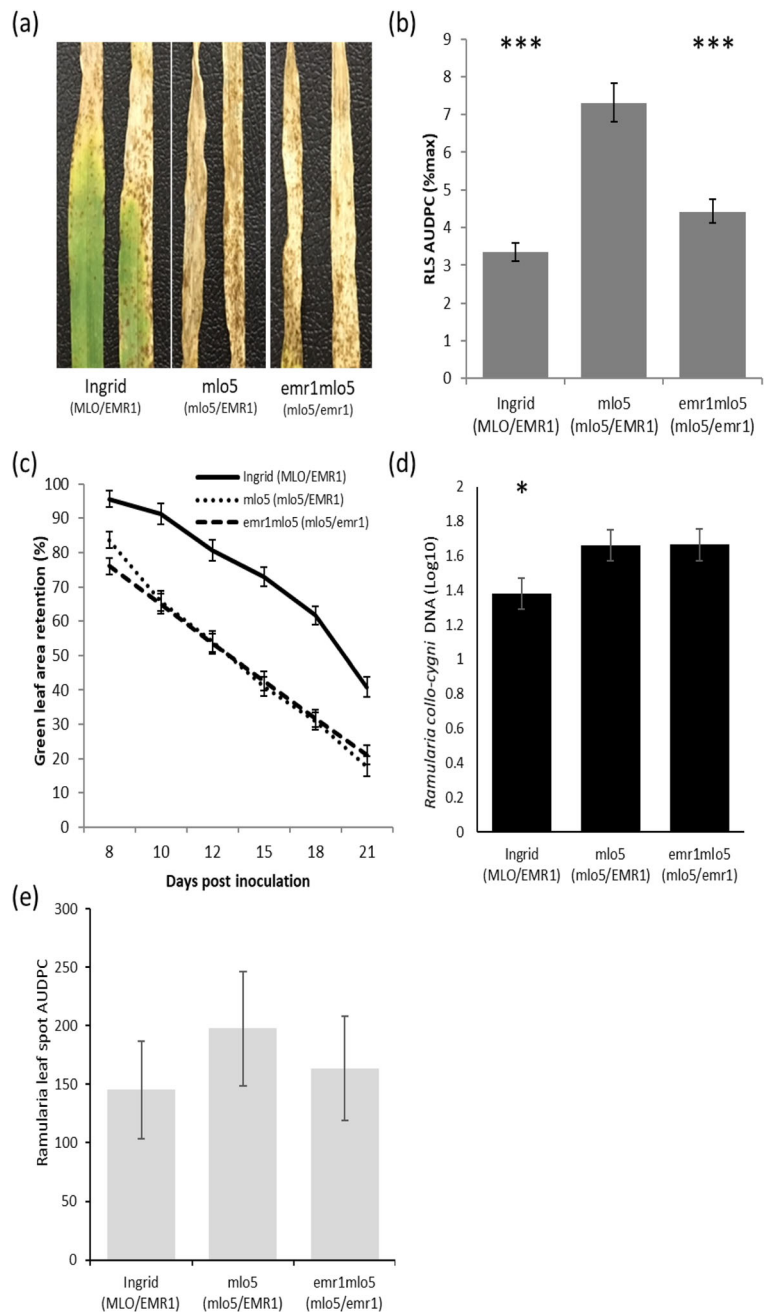 (a)
Ingrid
(MLO/EMR1)
mlo5
(mlo5/EMR1)
emr1mlo5
(mlo5/emr1)
(b)
***
***
RLS AUDPC (%max)
9
8
7
6
5
4
3
2
1
0
Ingrid
(MLO/EMR1)
mlo5
(mlo5/EMR1)
emr1mlo5
(mlo5/emr1)
(c)
Ingrid (MLO/EMR1)
mlo5 (mlo5/EMR1)
emr1mlo5 (mlo5/emr1)
Green leaf area retention (%)
100
90
80
70
60
50
40
30
20
10
0
8
10
12
15
18
21
Days post inoculation
(d)
*
Ramularia collo-cygni DNA (Log10)
2
1.8
1.6
1.4
1.2
1
0.8
0.6
0.4
0.2
0
Ingrid
(MLO/EMR1)
mlo5
(mlo5/EMR1)
emr1mlo5
(mlo5/emr1)
(e)
Ramularia leaf spot AUDPC
300
250
200
150
100
50
0
Ingrid
(MLO/EMR1)
mlo5
(mlo5/EMR1)
emr1mlo5
(mlo5/emr1)